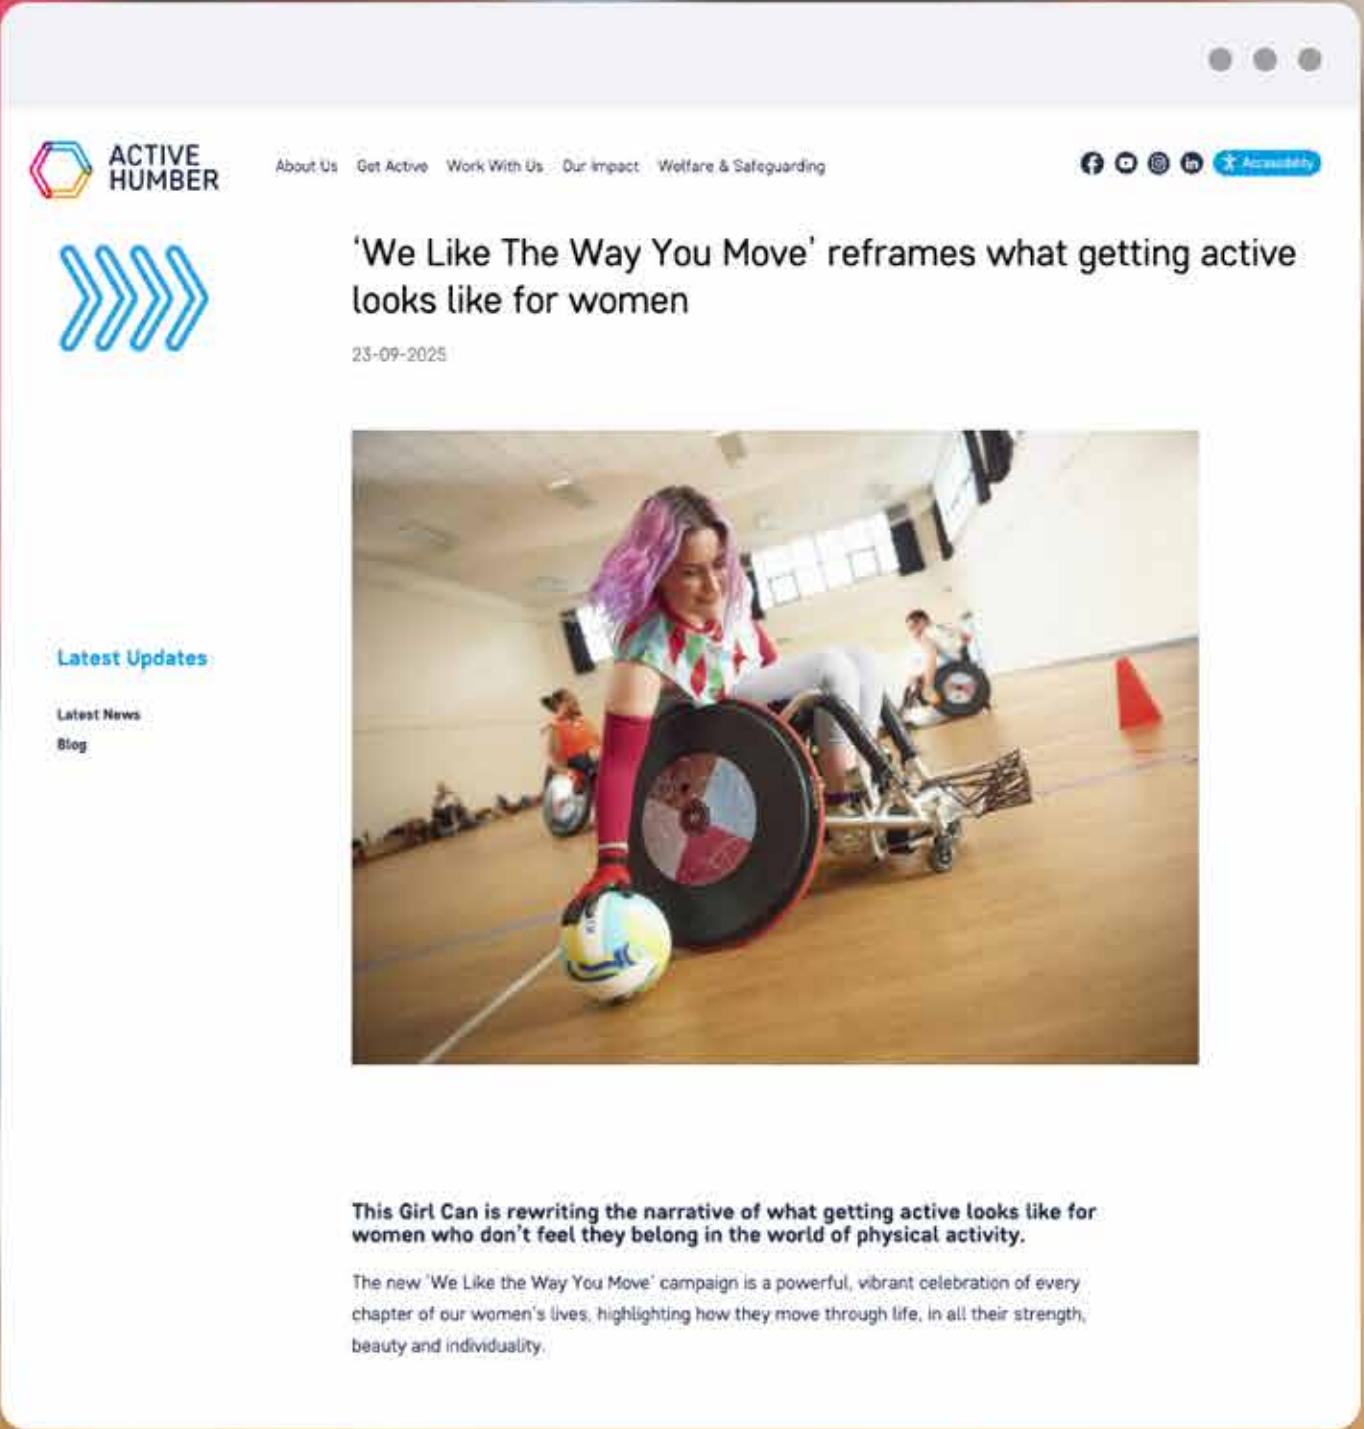 ACTIVE
HUMBER
About Us Get Active Work With Us Our Impact Welfare & Safeguarding
Accessibility
‘We Like The Way You Move’ reframes what getting active
looks like for women
23-09-2025
Latest Updates
Latest News
Blog
This Girl Can is rewriting the narrative of what getting active looks like for
women who don’t feel they belong in the world of physical activity.
The new ‘We Like the Way You Move’ campaign is a powerful, vibrant celebration of every
chapter of our women’s lives, highlighting how they move through life, in all their strength,
beauty and individuality.